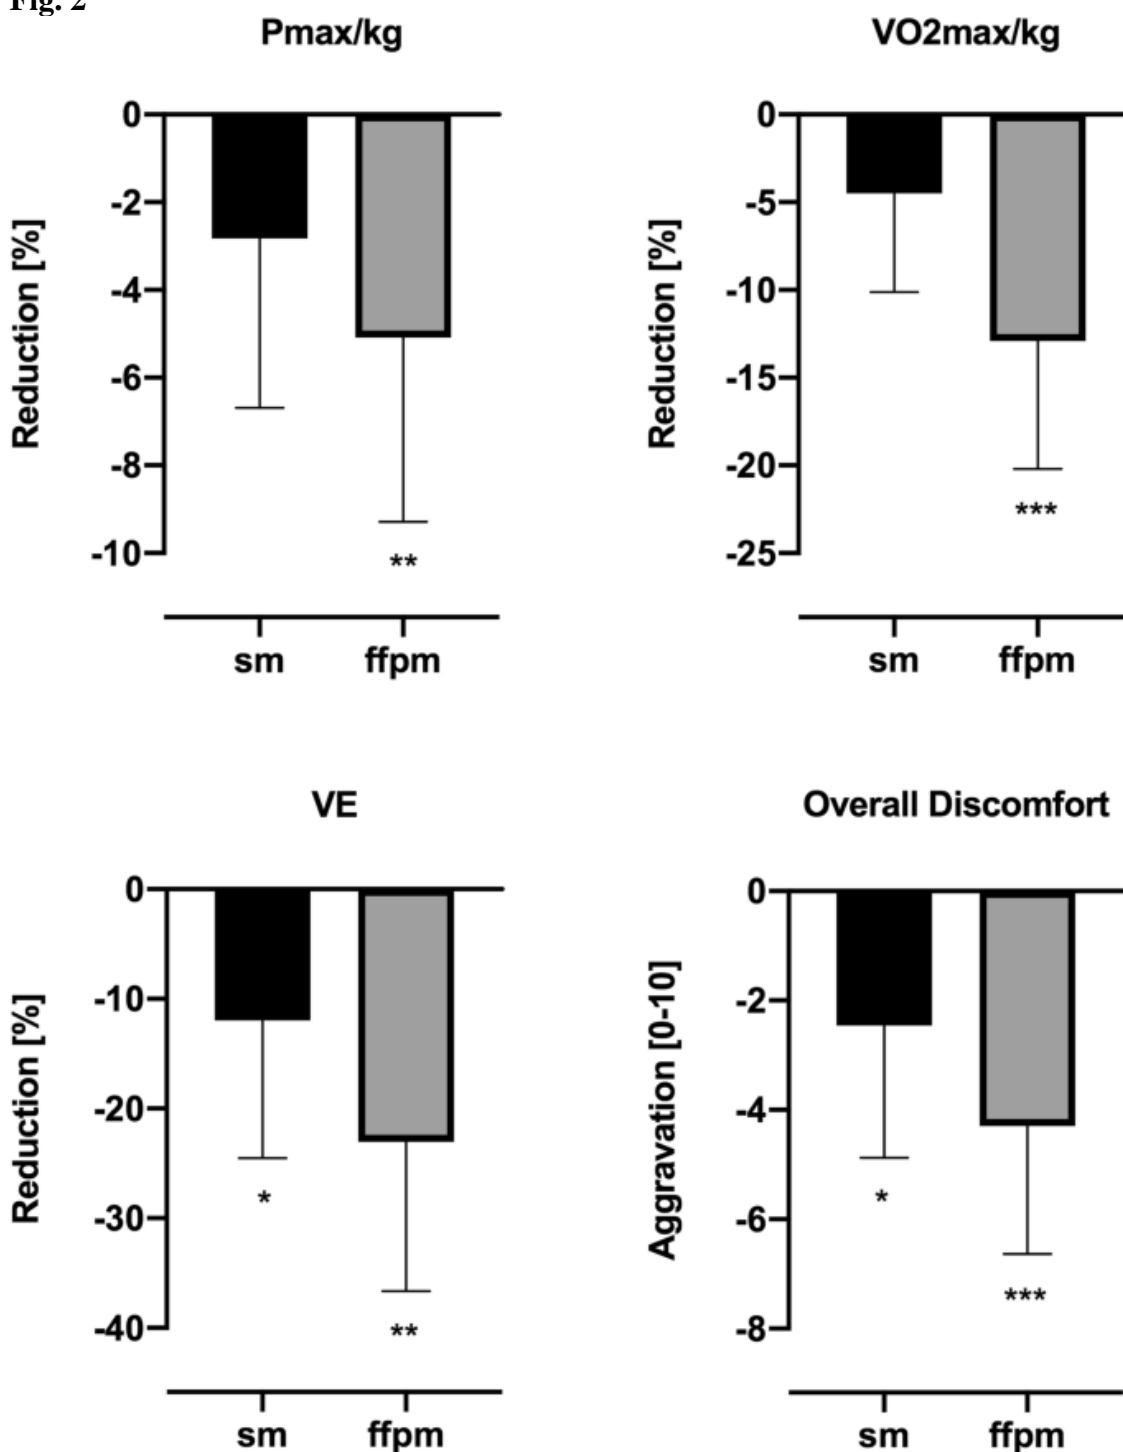 Fig. 2
Pmax/kg
Reduction [%]
0
-2
-4
-6
-8
-10
**
sm ffpm
VO2max/kg
Reduction [%]
0
-5
-10
-15
-20
-25
***
sm ffpm
VE
Reduction [%]
0
-10
-20
-30
-40
*
**
sm ffpm
Overall Discomfort
Aggravation [0-10]
0
-2
-4
-6
-8
*
***
sm ffpm